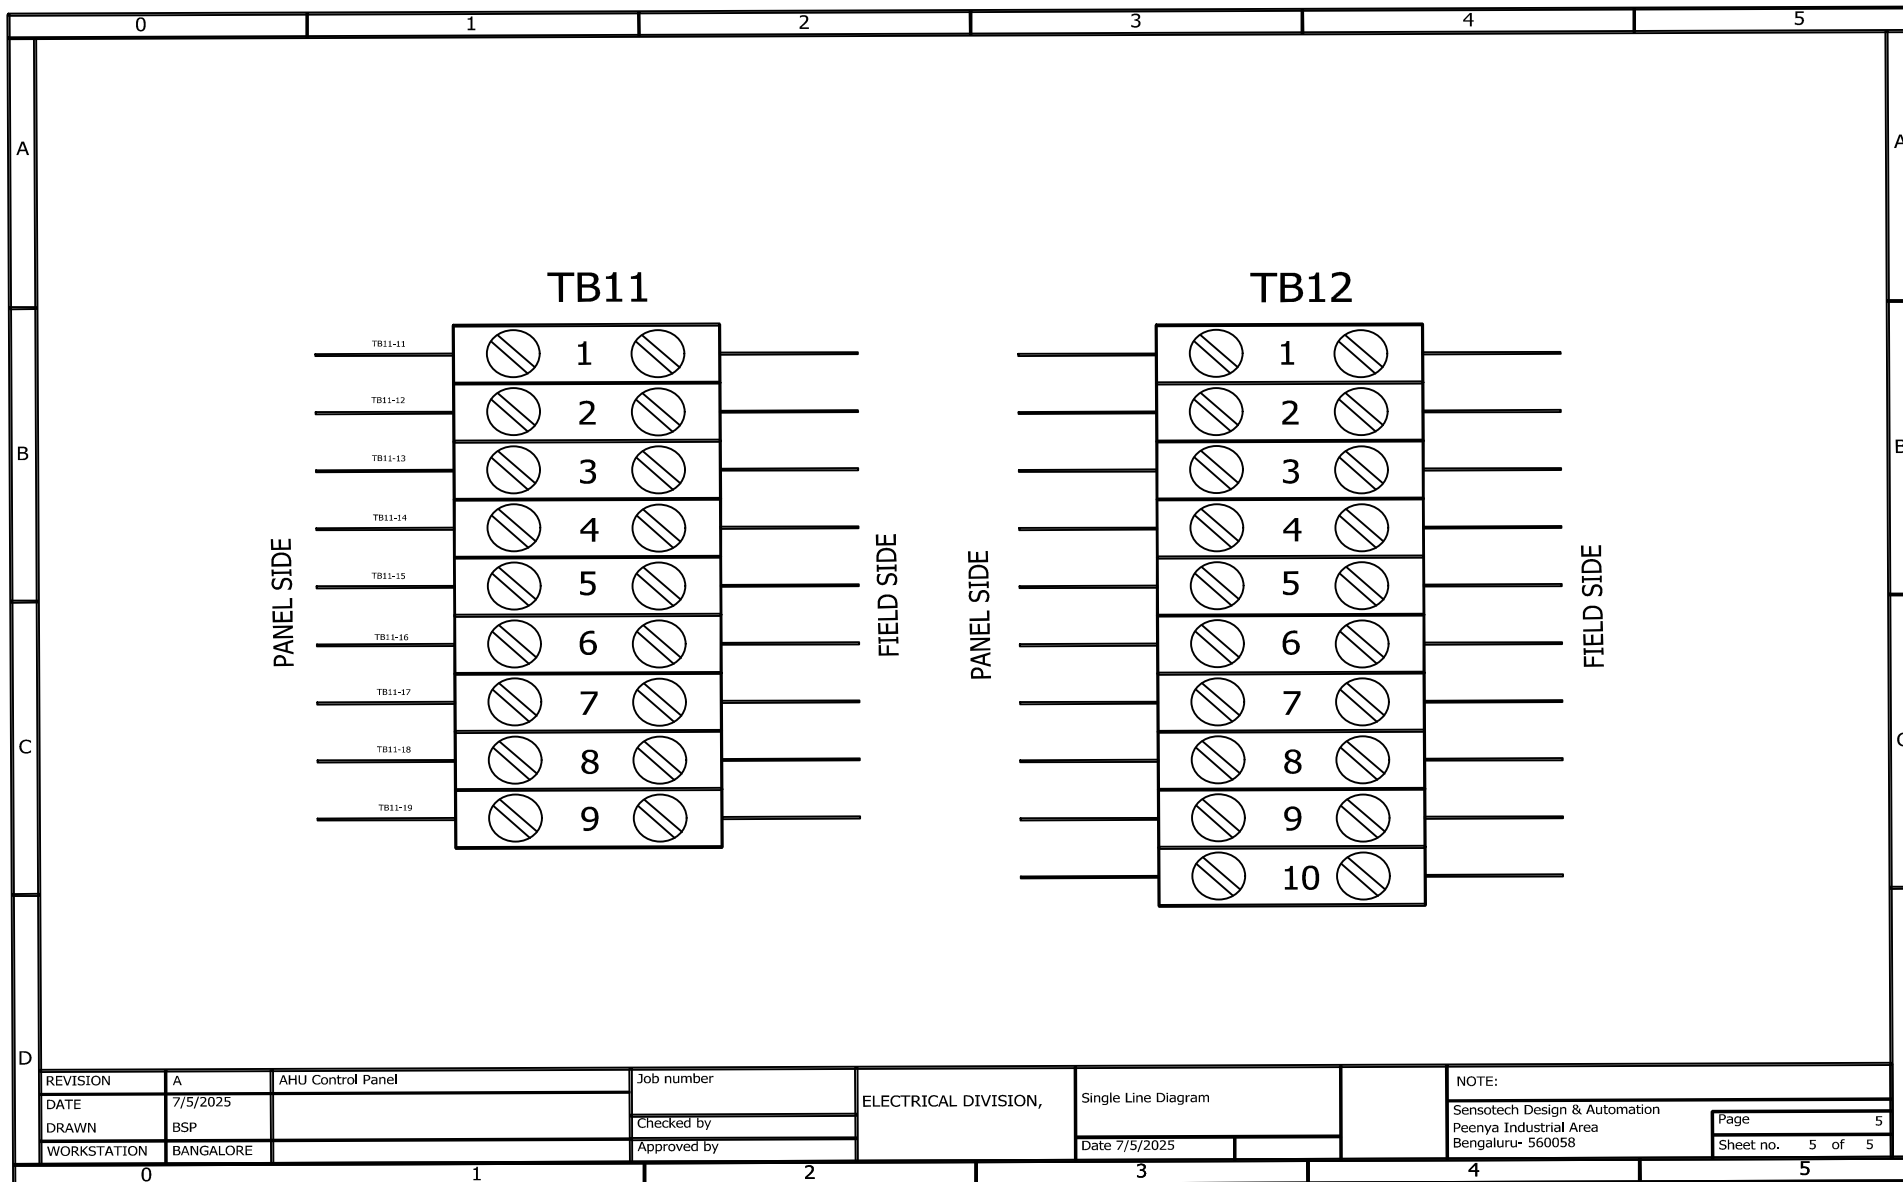 0 1 2 3 4 5
A A
TB11 TB12
TB11-11 1 1
TB11-12 2 2
B B
TB11-13 3 3
TB11-14 4 4
PANEL SIDE FIELD SIDE PANEL SIDE FIELD SIDE
TB11-15 5 5
TB11-16 6 6
TB11-17 7 7
C C
TB11-18 8 8
TB11-19 9 9
10
D
REVISION A AHU Control Panel
DATE 7/5/2025
DRAWN BSP
WORKSTATION BANGALORE
Job number
Checked by
Approved by
ELECTRICAL DIVISION,
Single Line Diagram
Date 7/5/2025
NOTE:
Sensotech Design & Automation
Peenya Industrial Area
Bengaluru- 560058
Page 5
Sheet no. 5 of 5
0 1 2 3 4 5